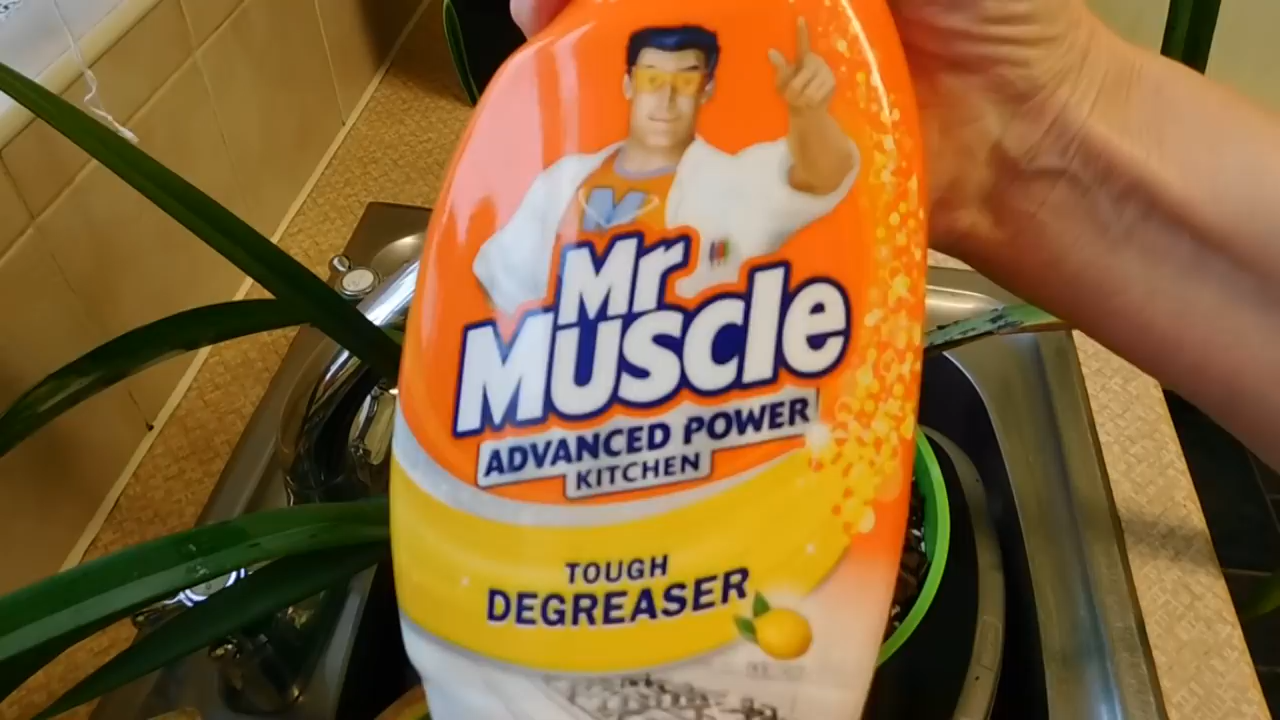 M
Mr
Muscle
ADVANCED POWER
KITCHEN
TOUGH
DEGREASER